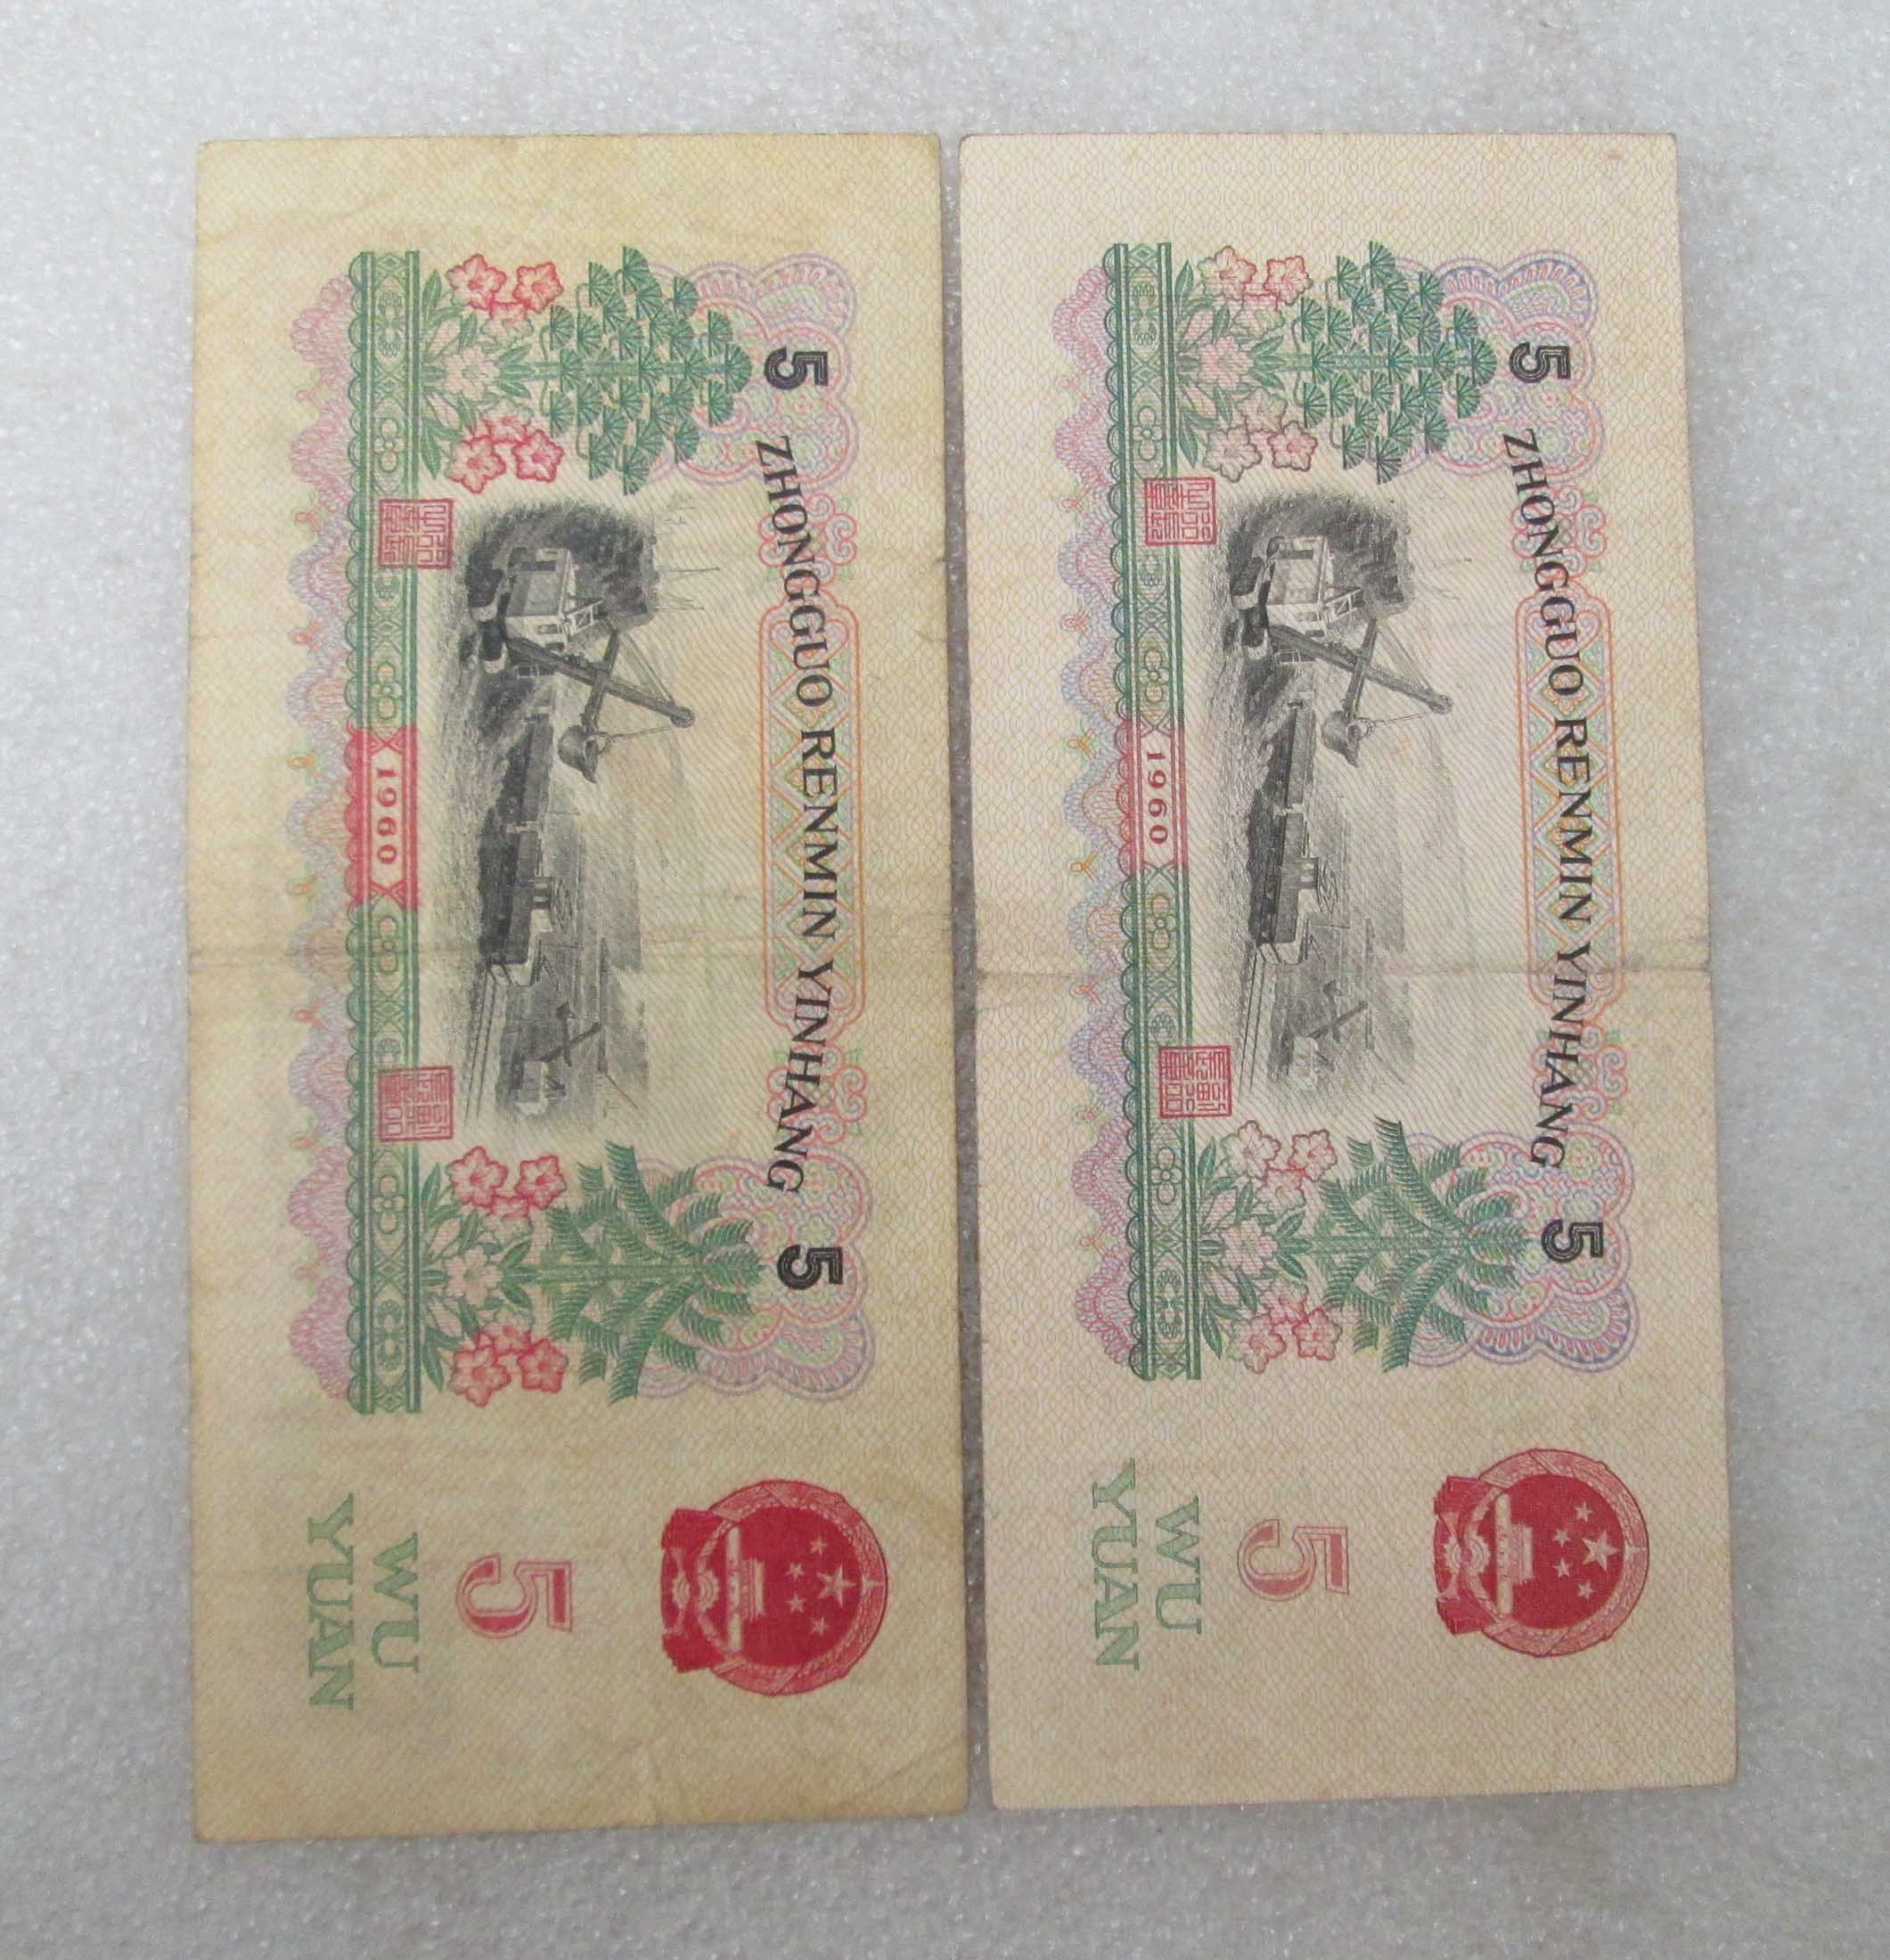 5 ZHONGGUO RENMIN YINHANG 5
1960
5
WU
YUAN
5 ZHONGGUO RENMIN YINHANG 5
1960
5
WU
YUAN